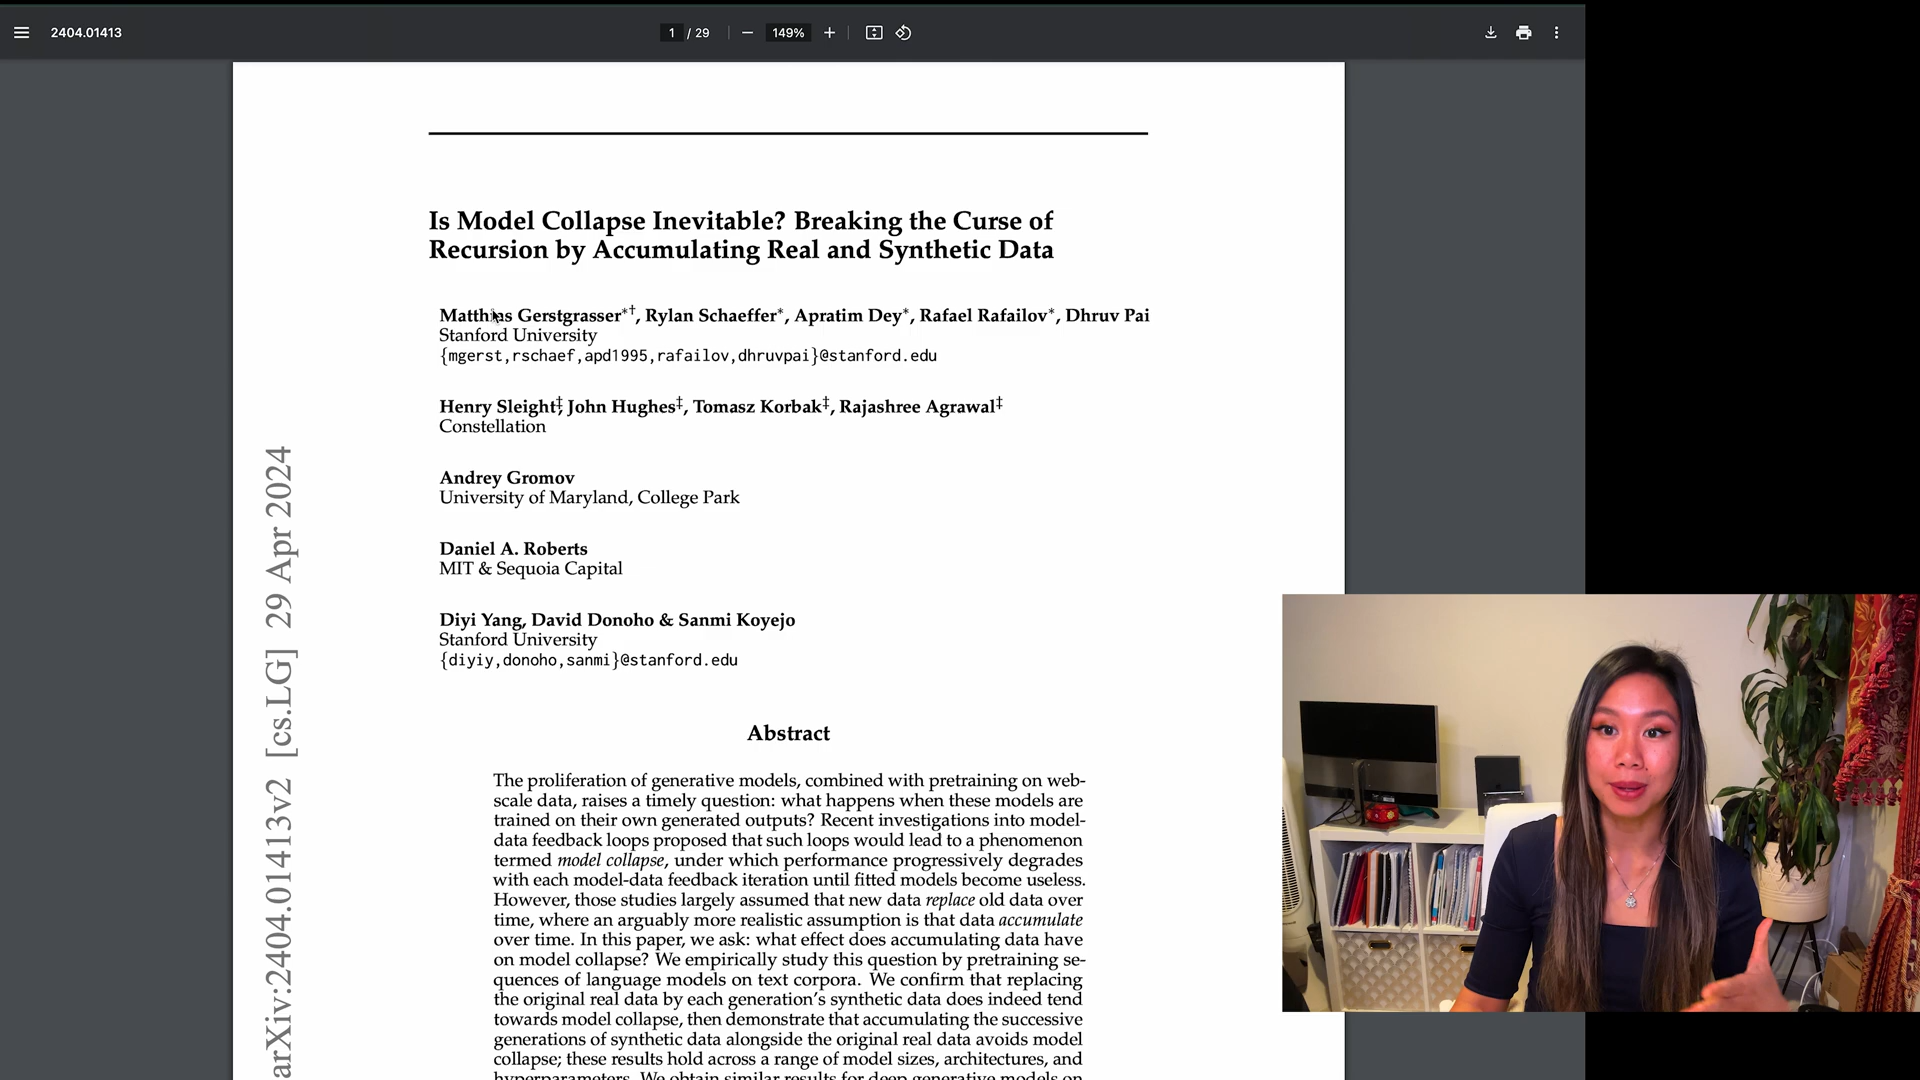 2404.01413
1 / 29
149%
Is Model Collapse Inevitable? Breaking the Curse of
Recursion by Accumulating Real and Synthetic Data
Matthias Gerstgrasser*†, Rylan Schaeffer*, Apratim Dey*, Rafael Rafailov*, Dhruv Pai
Stanford University
{mgerst,rschaef,apd1995,rafailov,dhruvpai}@stanford.edu
Henry Sleight‡, John Hughes‡, Tomasz Korbak‡, Rajashree Agrawal‡
Constellation
Andrey Gromov
University of Maryland, College Park
Daniel A. Roberts
MIT & Sequoia Capital
Diyi Yang, David Donoho & Sanmi Koyejo
Stanford University
{diyiy,donoho,sanmi}@stanford.edu
arXiv:2404.01413v2 [cs.LG] 29 Apr 2024
Abstract
The proliferation of generative models, combined with pretraining on web-
scale data, raises a timely question: what happens when these models are
trained on their own generated outputs? Recent investigations into model-
data feedback loops proposed that such loops would lead to a phenomenon
termed model collapse, under which performance progressively degrades
with each model-data feedback iteration until fitted models become useless.
However, those studies largely assumed that new data replace old data over
time, where an arguably more realistic assumption is that data accumulate
over time. In this paper, we ask: what effect does accumulating data have
on model collapse? We empirically study this question by pretraining se-
quences of language models on text corpora. We confirm that replacing
the original real data by each generation's synthetic data does indeed tend
towards model collapse, then demonstrate that accumulating the successive
generations of synthetic data alongside the original real data avoids model
collapse; these results hold across a range of model sizes, architectures, and
hyperparameters. We obtain similar results for deep generative models on